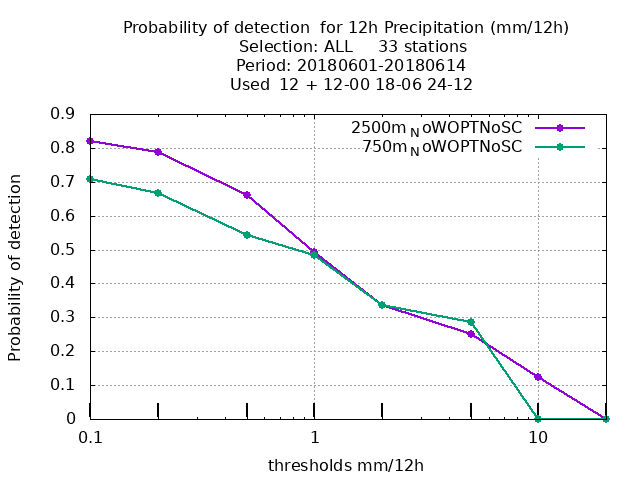 Probability of detection  for 12h Precipitation (mm/12h)
Selection: ALL     33 stations
Period: 20180601-20180614
Used  12 + 12-00 18-06 24-12
2500m_NoWOPTNoSC
750m_NoWOPTNoSC
Probability of detection
0.9
0.8
0.7
0.6
0.5
0.4
0.3
0.2
0.1
0
0.1 1 10
thresholds mm/12h